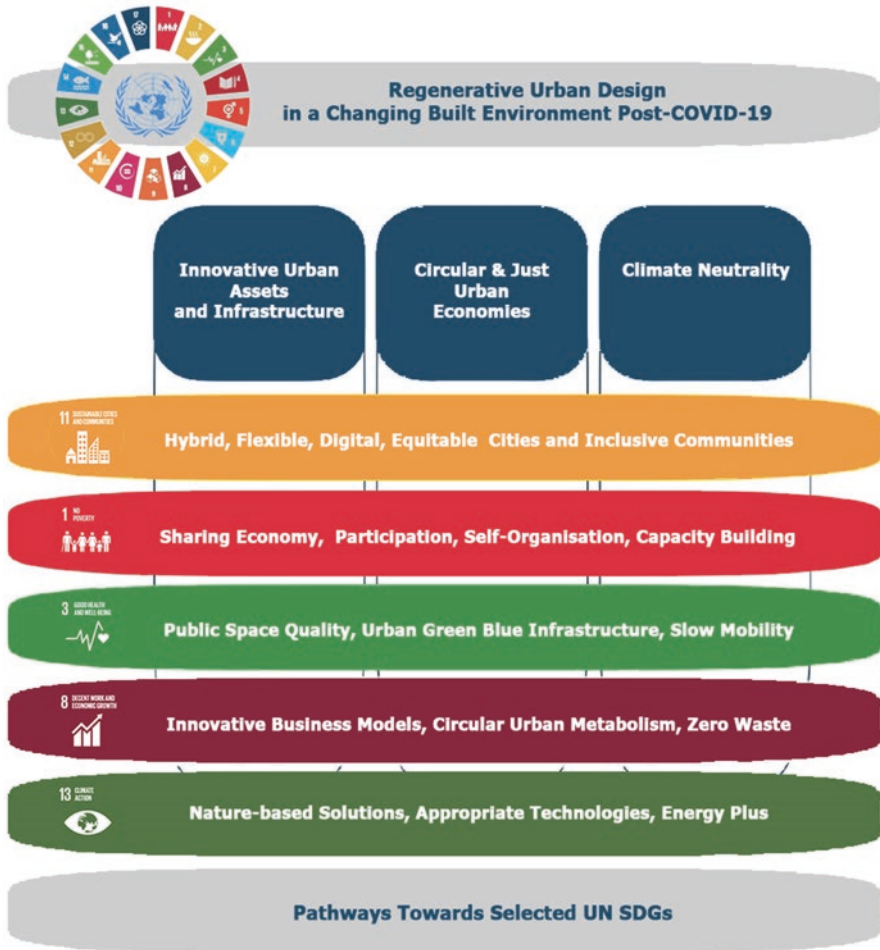 Regenerative Urban Design
in a Changing Built Environment Post-COVID-19
Innovative Urban
Assets
and Infrastructure
Circular & Just
Urban
Economies
Climate Neutrality
11 SUSTAINABLE CITIES
AND COMMUNITIES
Hybrid, Flexible, Digital, Equitable Cities and Inclusive Communities
1 NO
POVERTY
Sharing Economy, Participation, Self-Organisation, Capacity Building
3 GOOD HEALTH
AND WELL-BEING
Public Space Quality, Urban Green Blue Infrastructure, Slow Mobility
8 DECENT WORK AND
ECONOMIC GROWTH
Innovative Business Models, Circular Urban Metabolism, Zero Waste
13 CLIMATE
ACTION
Nature-based Solutions, Appropriate Technologies, Energy Plus
Pathways Towards Selected UN SDGs